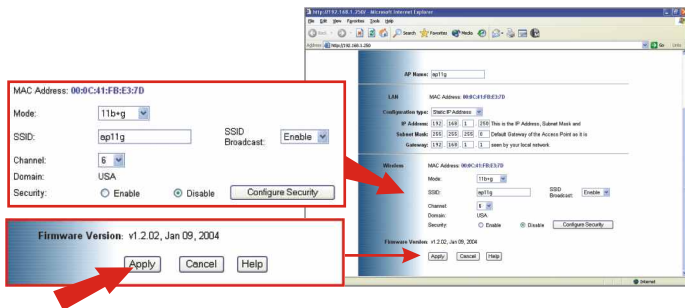 http://192.168.1.250/ - Microsoft Internet Explorer
File Edit View Favorites Tools Help
Back Search Favorites Media
Address http://192.168.1.250 Go Links
AP Name: ap11g
LAN MAC Address: 00:0C:41:FB:E3:7D
Configuration type: Static IP Address
IP Address: 192 .168 .1 .250 This is the IP Address, Subnet Mask and
Subnet Mask: 255 .255 .255 .0 Default Gateway of the Access Point as it is
Gateway: 192 .168 .1 .1 seen by your local network.
Wireless MAC Address: 00:0C:41:FB:E3:7D
Mode: 11b+g
SSID: ap11g SSID Broadcast: Enable
Channel: 6
Domain: USA
Security: Enable Disable Configure Security
Firmware Version: v1.2.02, Jan 09, 2004
Apply Cancel Help
Internet
MAC Address: 00:0C:41:FB:E3:7D
Mode: 11b+g
SSID: ap11g SSID Broadcast: Enable
Channel: 6
Domain: USA
Security: Enable Disable Configure Security
Firmware Version: v1.2.02, Jan 09, 2004
Apply Cancel Help